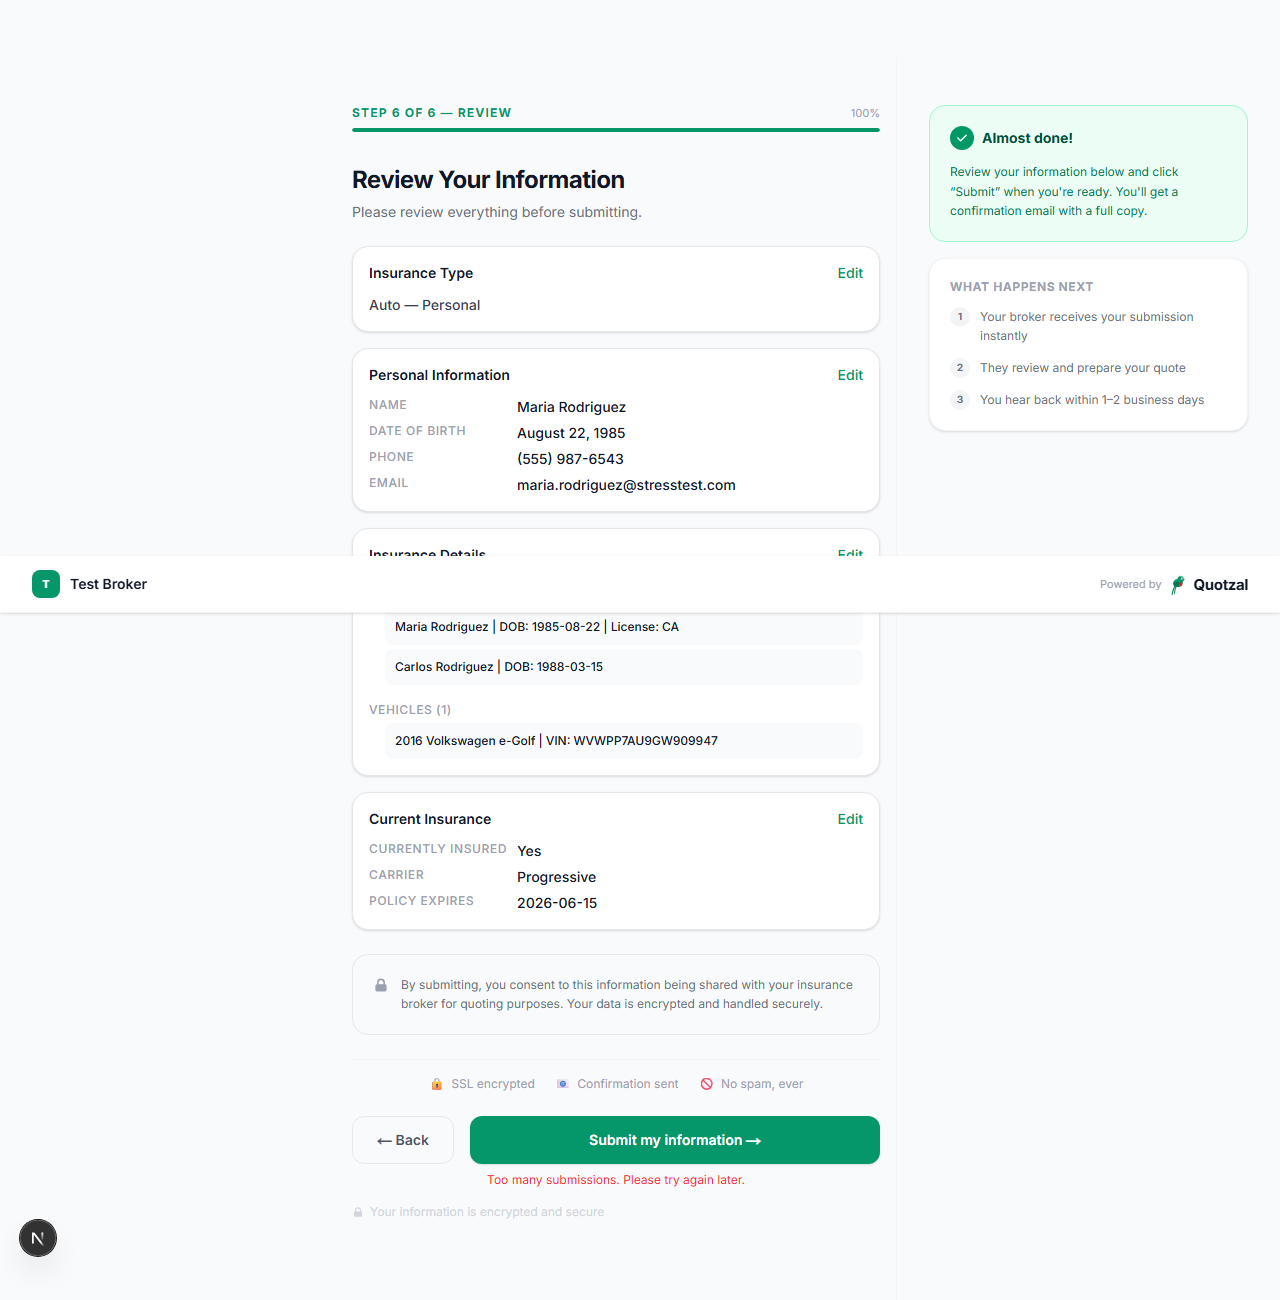 STEP 6 OF 6 — REVIEW
100%
Review Your Information
Please review everything before submitting.
Insurance Type
Edit
Auto — Personal
Personal Information
Edit
NAME
Maria Rodriguez
DATE OF BIRTH
August 22, 1985
PHONE
(555) 987-6543
EMAIL
maria.rodriguez@stresstest.com
Insurance Details
Edit
T
Test Broker
Powered by
Quotzal
Maria Rodriguez | DOB: 1985-08-22 | License: CA
Carlos Rodriguez | DOB: 1988-03-15
VEHICLES (1)
2016 Volkswagen e-Golf | VIN: WVWPP7AU9GW909947
Current Insurance
Edit
CURRENTLY INSURED
Yes
CARRIER
Progressive
POLICY EXPIRES
2026-06-15
By submitting, you consent to this information being shared with your insurance
broker for quoting purposes. Your data is encrypted and handled securely.
SSL encrypted
Confirmation sent
No spam, ever
← Back
Submit my information →
Too many submissions. Please try again later.
Your information is encrypted and secure
N
Almost done!
Review your information below and click
“Submit” when you're ready. You'll get a
confirmation email with a full copy.
WHAT HAPPENS NEXT
1
Your broker receives your submission
instantly
2
They review and prepare your quote
3
You hear back within 1–2 business days